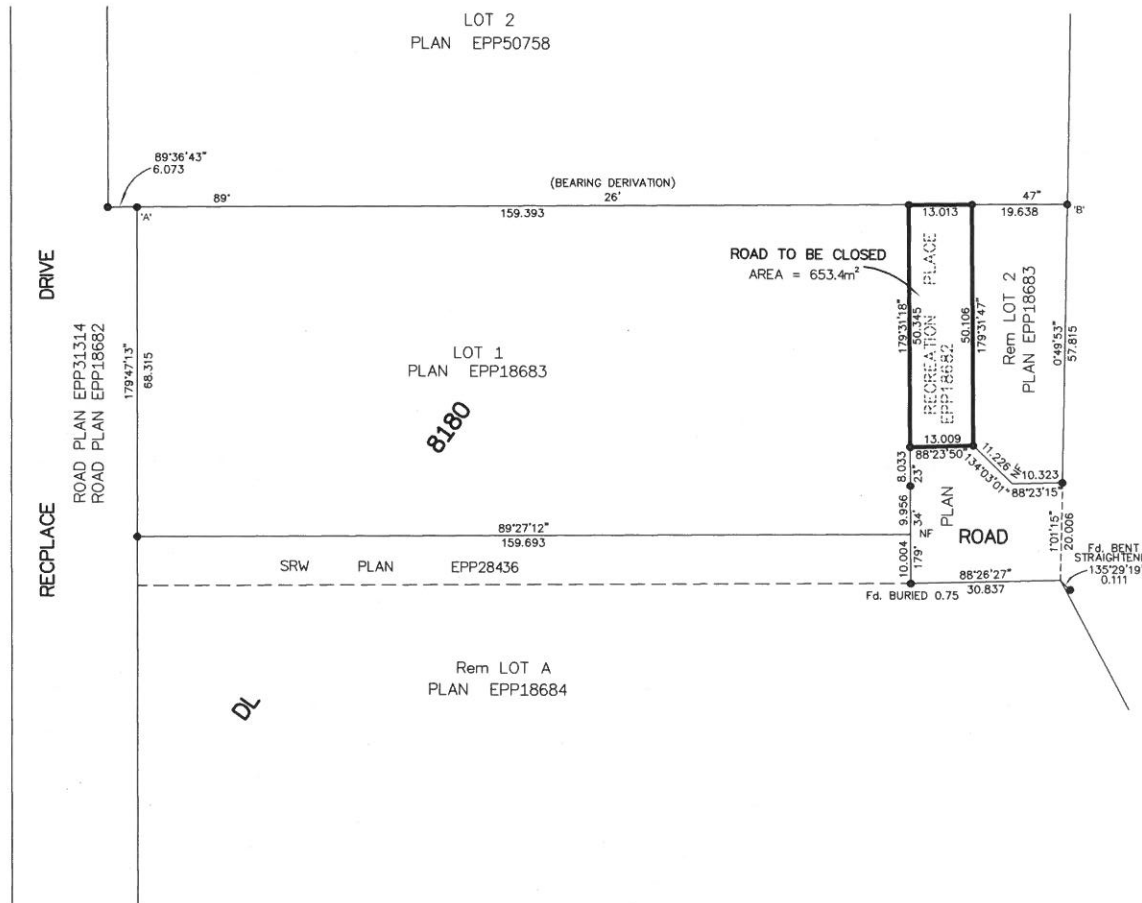 LOT 2
PLAN EPP50758
89°36'43"
6.073
(BEARING DERIVATION)
89° 26' 47"
'A' 159.393 13.013 19.638 'B'
ROAD TO BE CLOSED
AREA = 653.4m²
RECREATION PLACE
EPP18682
179°31'18"
50.345
50.106
179°31'47"
Rem LOT 2
PLAN EPP18683
0°49'53"
57.815
DRIVE
ROAD PLAN EPP31314
ROAD PLAN EPP18682
179°47'13"
68.315
LOT 1
PLAN EPP18683
8180
13.009
88°23'50"
11.226
134°03'01"
NF
10.323
88°23'15"
8.033
9.956
10.004
179° 34' 23"
NF
PLAN
ROAD
1°01'15"
20.006
Fd. BENT
STRAIGHTENE
135°29'19"
0.111
89°27'12"
159.693
RECPLACE
SRW PLAN EPP28436
88°26'27"
30.837
Fd. BURIED 0.75
Rem LOT A
PLAN EPP18684
DL